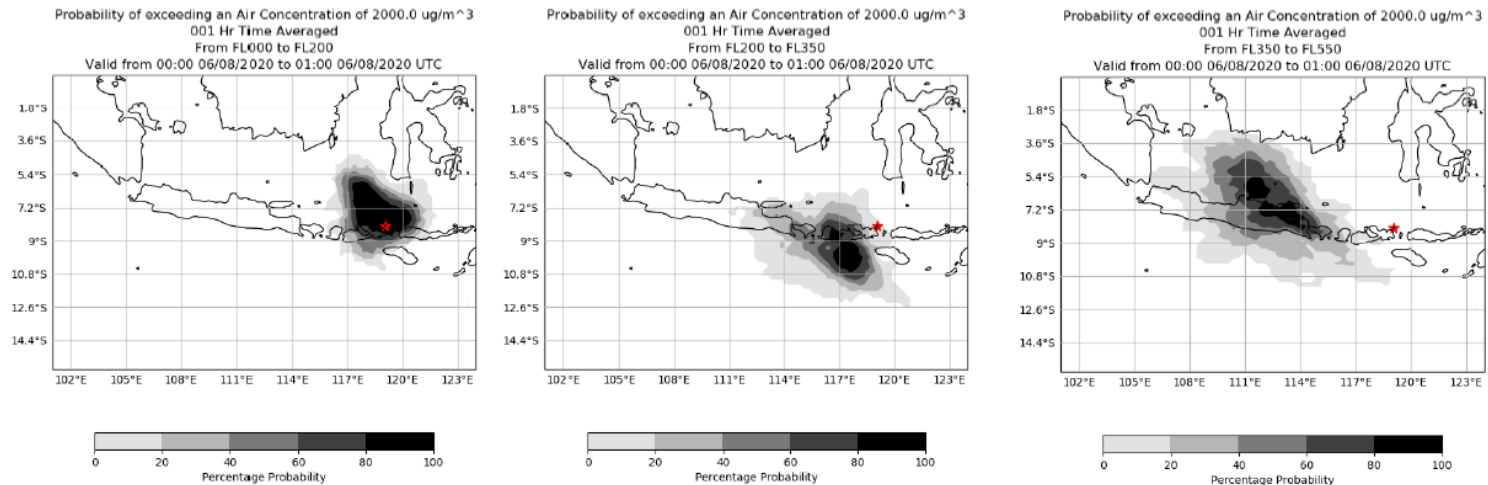 Probability of exceeding an Air Concentration of 2000.0 ug/m^3
001 Hr Time Averaged
From FL000 to FL200
Valid from 00:00 06/08/2020 to 01:00 06/08/2020 UTC
1.8°S
3.6°S
5.4°S
7.2°S
9°S
10.8°S
12.6°S
14.4°S
102°E 105°E 108°E 111°E 114°E 117°E 120°E 123°E
0 20 40 60 80 100
Percentage Probability
Probability of exceeding an Air Concentration of 2000.0 ug/m^3
001 Hr Time Averaged
From FL200 to FL350
Valid from 00:00 06/08/2020 to 01:00 06/08/2020 UTC
1.8°S
3.6°S
5.4°S
7.2°S
9°S
10.8°S
12.6°S
14.4°S
102°E 105°E 108°E 111°E 114°E 117°E 120°E 123°E
0 20 40 60 80 100
Percentage Probability
Probability of exceeding an Air Concentration of 2000.0 ug/m^3
001 Hr Time Averaged
From FL350 to FL550
Valid from 00:00 06/08/2020 to 01:00 06/08/2020 UTC
1.8°S
3.6°S
5.4°S
7.2°S
9°S
10.8°S
12.6°S
14.4°S
102°E 105°E 108°E 111°E 114°E 117°E 120°E 123°E
0 20 40 60 80 100
Percentage Probability